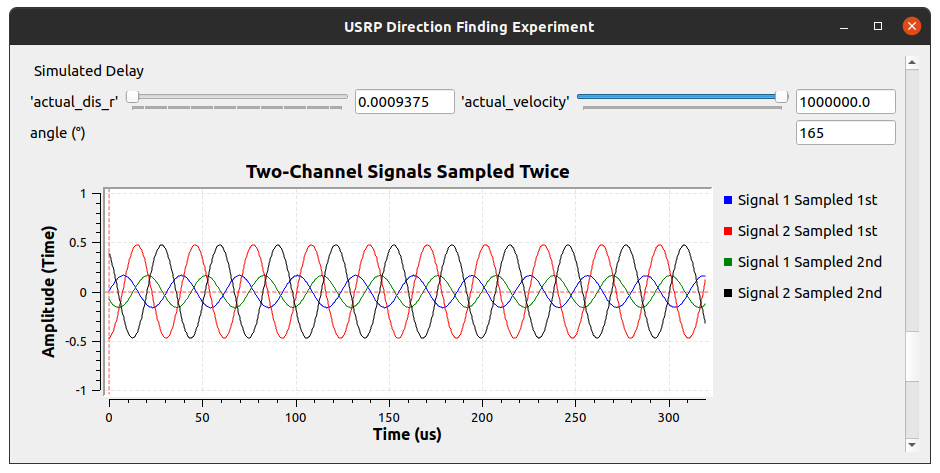 USRP Direction Finding Experiment
Simulated Delay
'actual_dis_r' 0.0009375 'actual_velocity' 1000000.0
angle (°) 165
Two-Channel Signals Sampled Twice
Amplitude (Time)
1
0.5
0
-0.5
-1
0 50 100 150 200 250 300
Time (us)
Signal 1 Sampled 1st
Signal 2 Sampled 1st
Signal 1 Sampled 2nd
Signal 2 Sampled 2nd